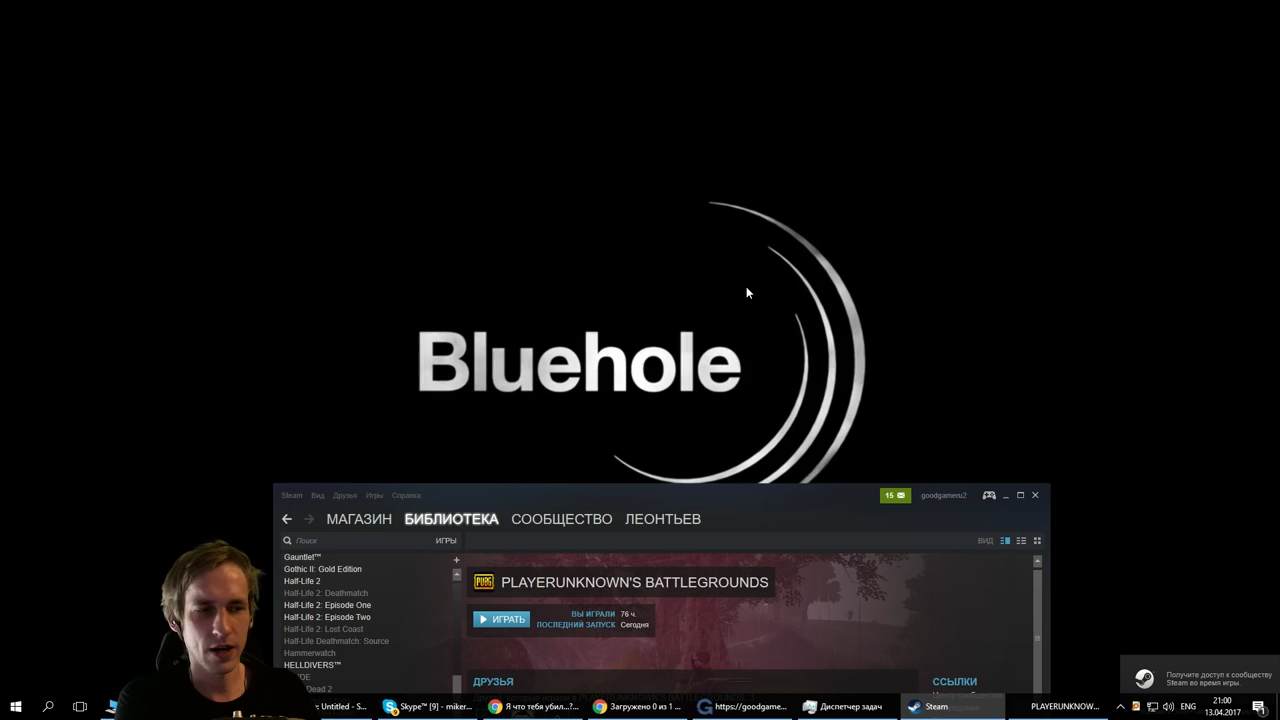 Bluehole
Steam Вид Друзья Игры Справка
15
goodgameru2
МАГАЗИН БИБЛИОТЕКА СООБЩЕСТВО ЛЕОНТЬЕВ
Поиск
ИГРЫ
ВИД
Gauntlet™
Gothic II: Gold Edition
Half-Life 2
Half-Life 2: Deathmatch
Half-Life 2: Episode One
Half-Life 2: Episode Two
Half-Life 2: Lost Coast
Half-Life Deathmatch: Source
Hammerwatch
HELLDIVERS™
Dead 2
PUBG
PLAYERUNKNOWN'S BATTLEGROUNDS
ИГРАТЬ
ВЫ ИГРАЛИ 76 ч.
ПОСЛЕДНИЙ ЗАПУСК Сегодня
ДРУЗЬЯ
ССЫЛКИ
Получите доступ к сообществу
Steam во время игры.
: Untitled - S...
Skype™ [9] - miker...
Я что тебя убил...?...
Загружено 0 из 1 ...
https://goodgame...
Диспетчер задач
Steam
PLAYERUNKNOW...
ENG
21:00
13.04.2017